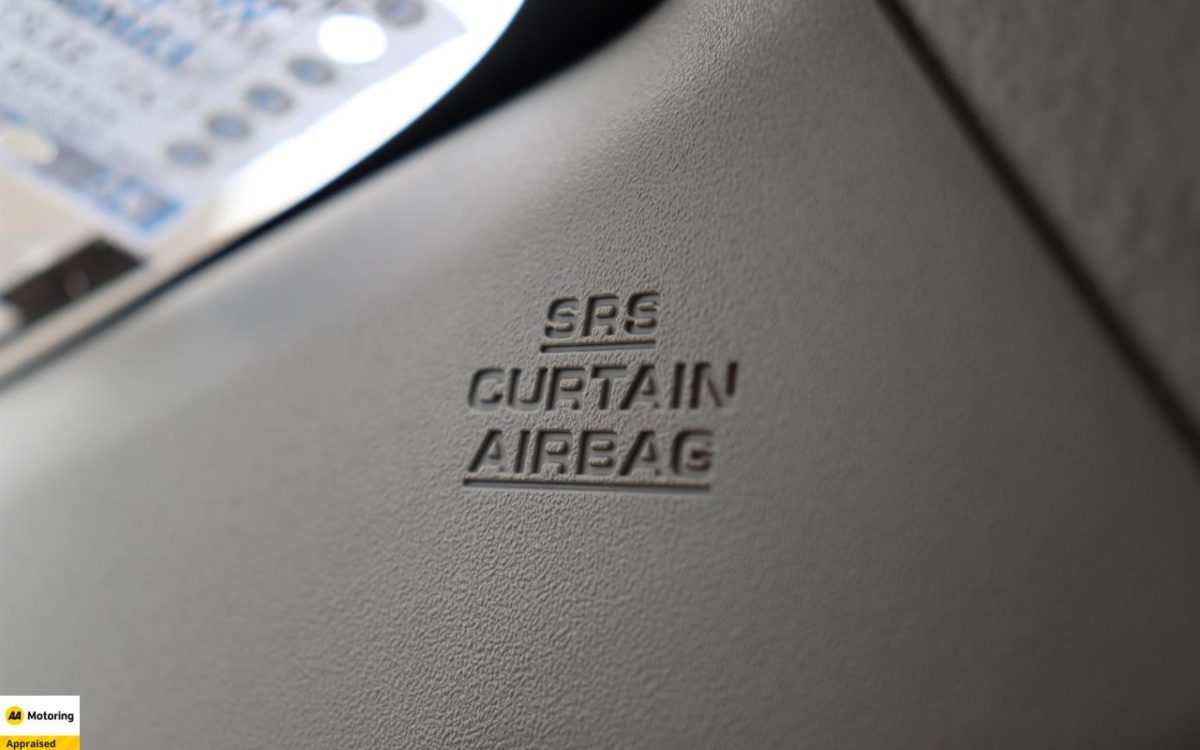 SRS
CURTAIN
AIRBAG
AA Motoring
Appraised